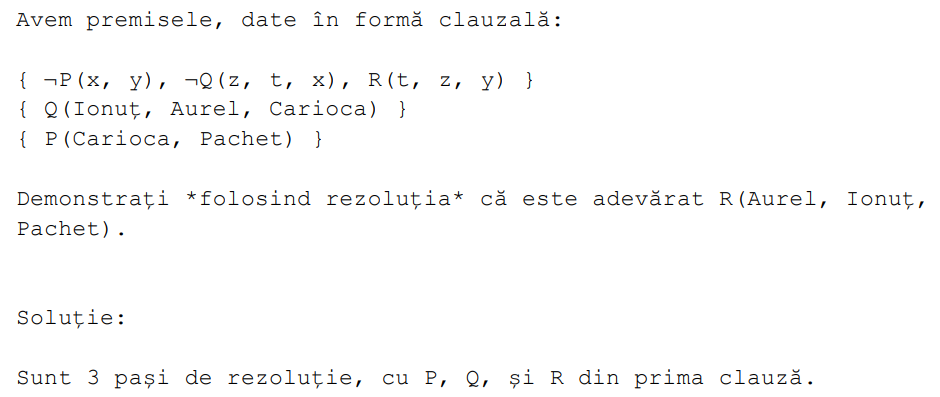 Avem premisele, date în formă clauzală:
{ ¬P(x, y), ¬Q(z, t, x), R(t, z, y) }
{ Q(Ionuț, Aurel, Carioca) }
{ P(Carioca, Pachet) }
Demonstrați *folosind rezoluția* că este adevărat R(Aurel, Ionuț,
Pachet).
Soluție:
Sunt 3 pași de rezoluție, cu P, Q, și R din prima clauză.